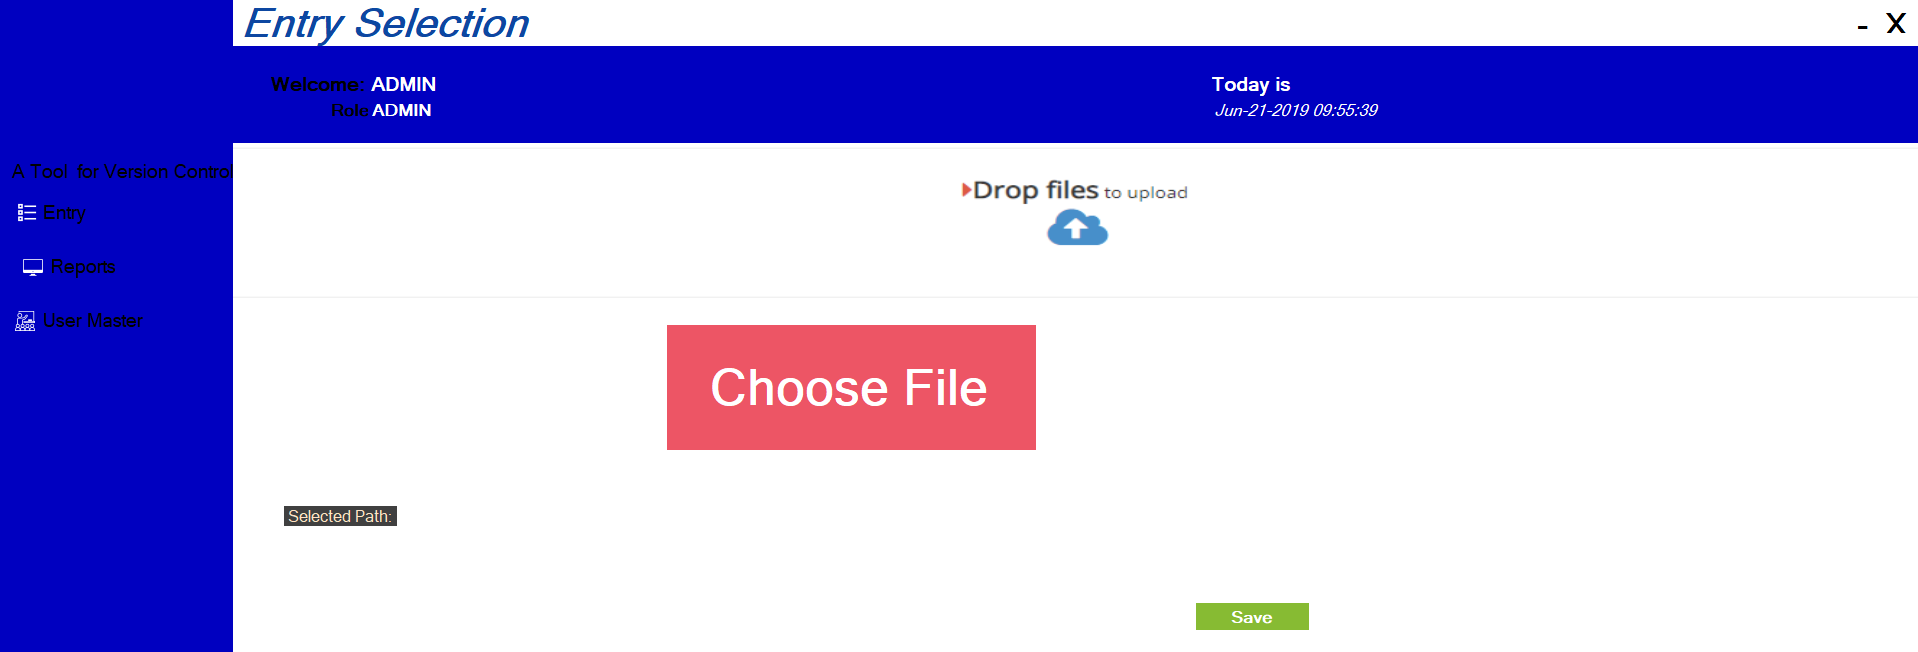 Entry Selection
- X
Welcome: ADMIN
Role ADMIN
Today is
Jun-21-2019 09:55:39
A Tool for Version Control
Entry
Reports
User Master
Drop files to upload
Choose File
Selected Path:
Save